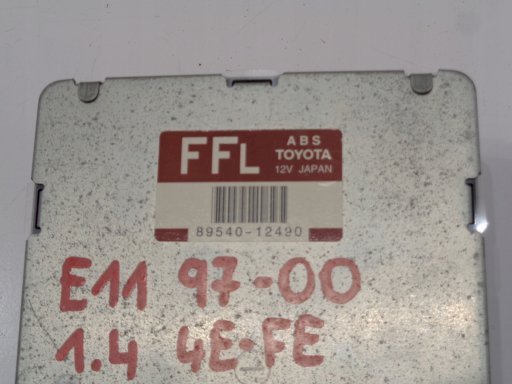 FFL ABS
TOYOTA
12V JAPAN
89540-12490
E11 97-00
1.4 4E-FE